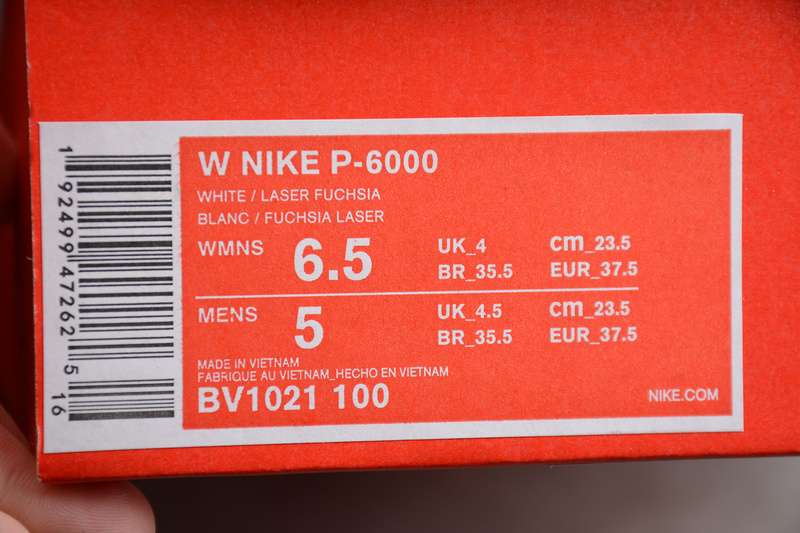 W NIKE P-6000
WHITE / LASER FUCHSIA
BLANC / FUCHSIA LASER
WMNS 6.5 UK_4 cm_23.5
BR_35.5 EUR_37.5
MENS 5 UK_4.5 cm_23.5
BR_35.5 EUR_37.5
MADE IN VIETNAM
FABRIQUE AU VIETNAM_HECHO EN VIETNAM
BV1021 100
NIKE.COM
1 92499 47262 5 16